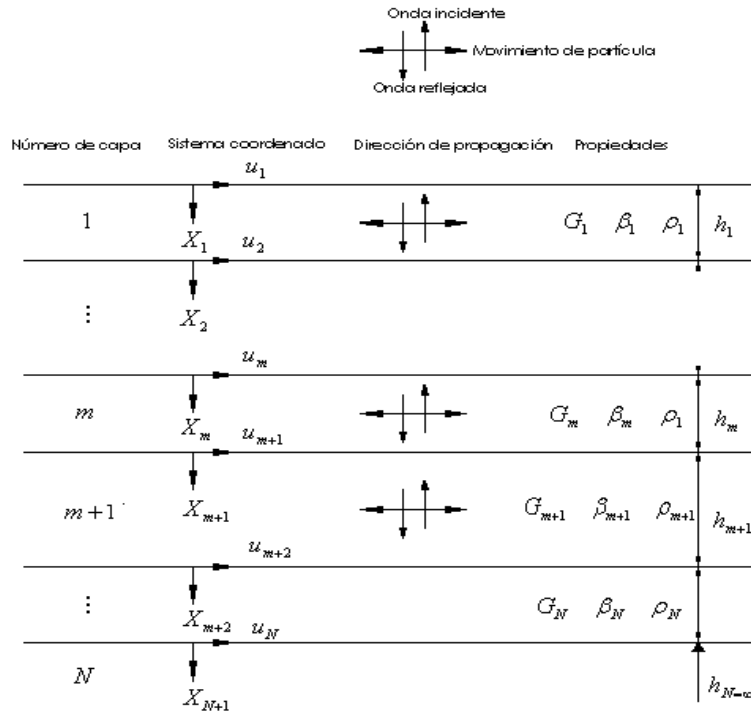 Onda incidente
Movimiento de partícula
Onda reflejada
Número de capa Sistema coordenado Dirección de propagación Propiedades
u_1
1 X_1 G_1 β_1 ρ_1 h_1
u_2
⋮ X_2
u_m
m X_m G_m β_m ρ_1 h_m
u_{m+1}
m+1 X_{m+1} G_{m+1} β_{m+1} ρ_{m+1} h_{m+1}
u_{m+2}
⋮ X_{m+2} G_N β_N ρ_N
u_N
N X_{N+1} h_{N=∞}